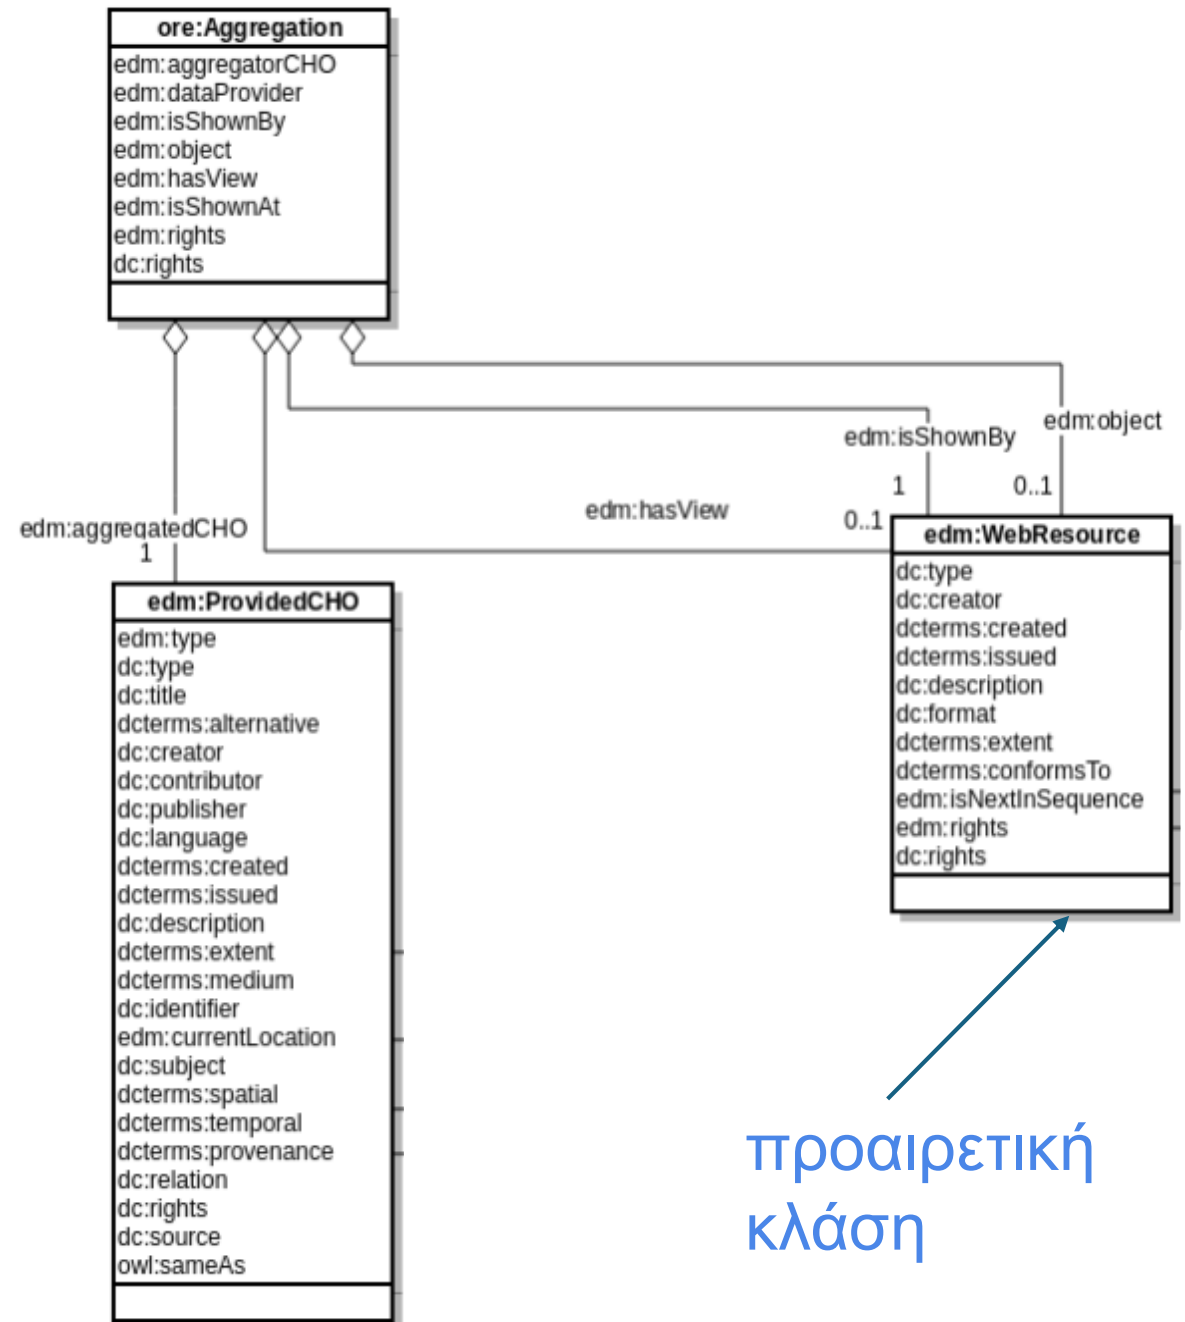 ore:Aggregation
edm:aggregatorCHO
edm:dataProvider
edm:isShownBy
edm:object
edm:hasView
edm:isShownAt
edm:rights
dc:rights
edm:object
edm:isShownBy
1
0..1
edm:hasView
0..1
edm:aggregatedCHO
1
edm:WebResource
dc:type
dc:creator
dcterms:created
dcterms:issued
dc:description
dc:format
dcterms:extent
dcterms:conformsTo
edm:isNextInSequence
edm:rights
dc:rights
edm:ProvidedCHO
edm:type
dc:type
dc:title
dcterms:alternative
dc:creator
dc:contributor
dc:publisher
dc:language
dcterms:created
dcterms:issued
dc:description
dcterms:extent
dcterms:medium
dc:identifier
edm:currentLocation
dc:subject
dcterms:spatial
dcterms:temporal
dcterms:provenance
dc:relation
dc:rights
dc:source
owl:sameAs
προαιρετική
κλάση